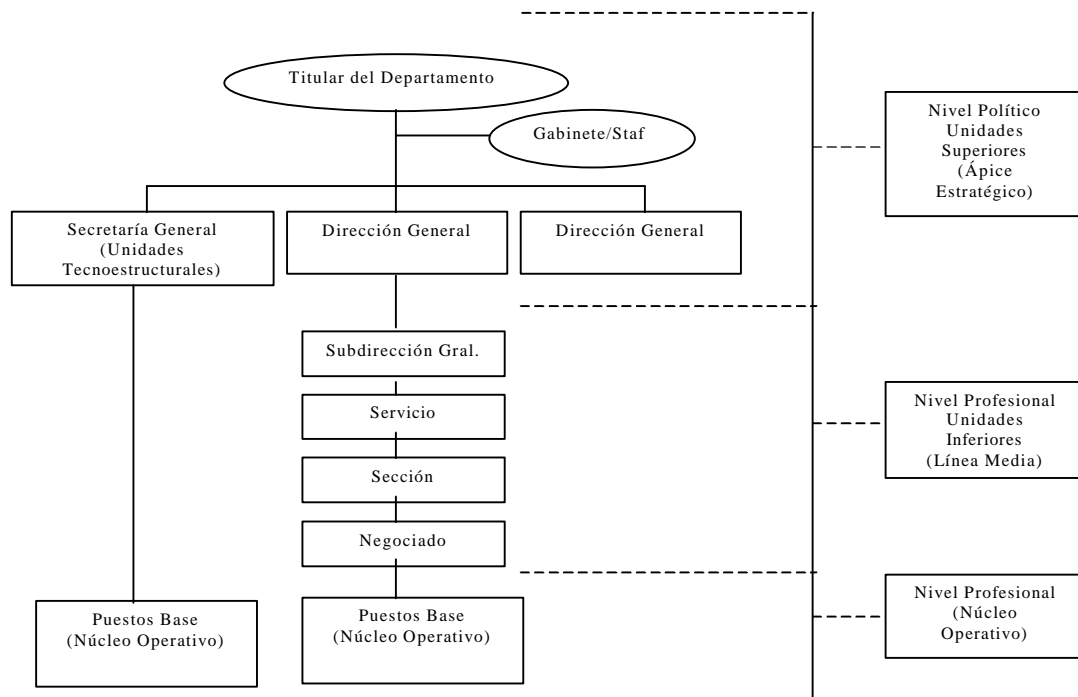 Titular del Departamento
Gabinete/Staf
Nivel Político
Unidades
Superiores
(Ápice
Estratégico)
Secretaría General
(Unidades
Tecnoestructurales)
Dirección General
Dirección General
Subdirección Gral.
Servicio
Sección
Negociado
Nivel Profesional
Unidades
Inferiores
(Línea Media)
Puestos Base
(Núcleo Operativo)
Puestos Base
(Núcleo Operativo)
Nivel Profesional
(Núcleo
Operativo)